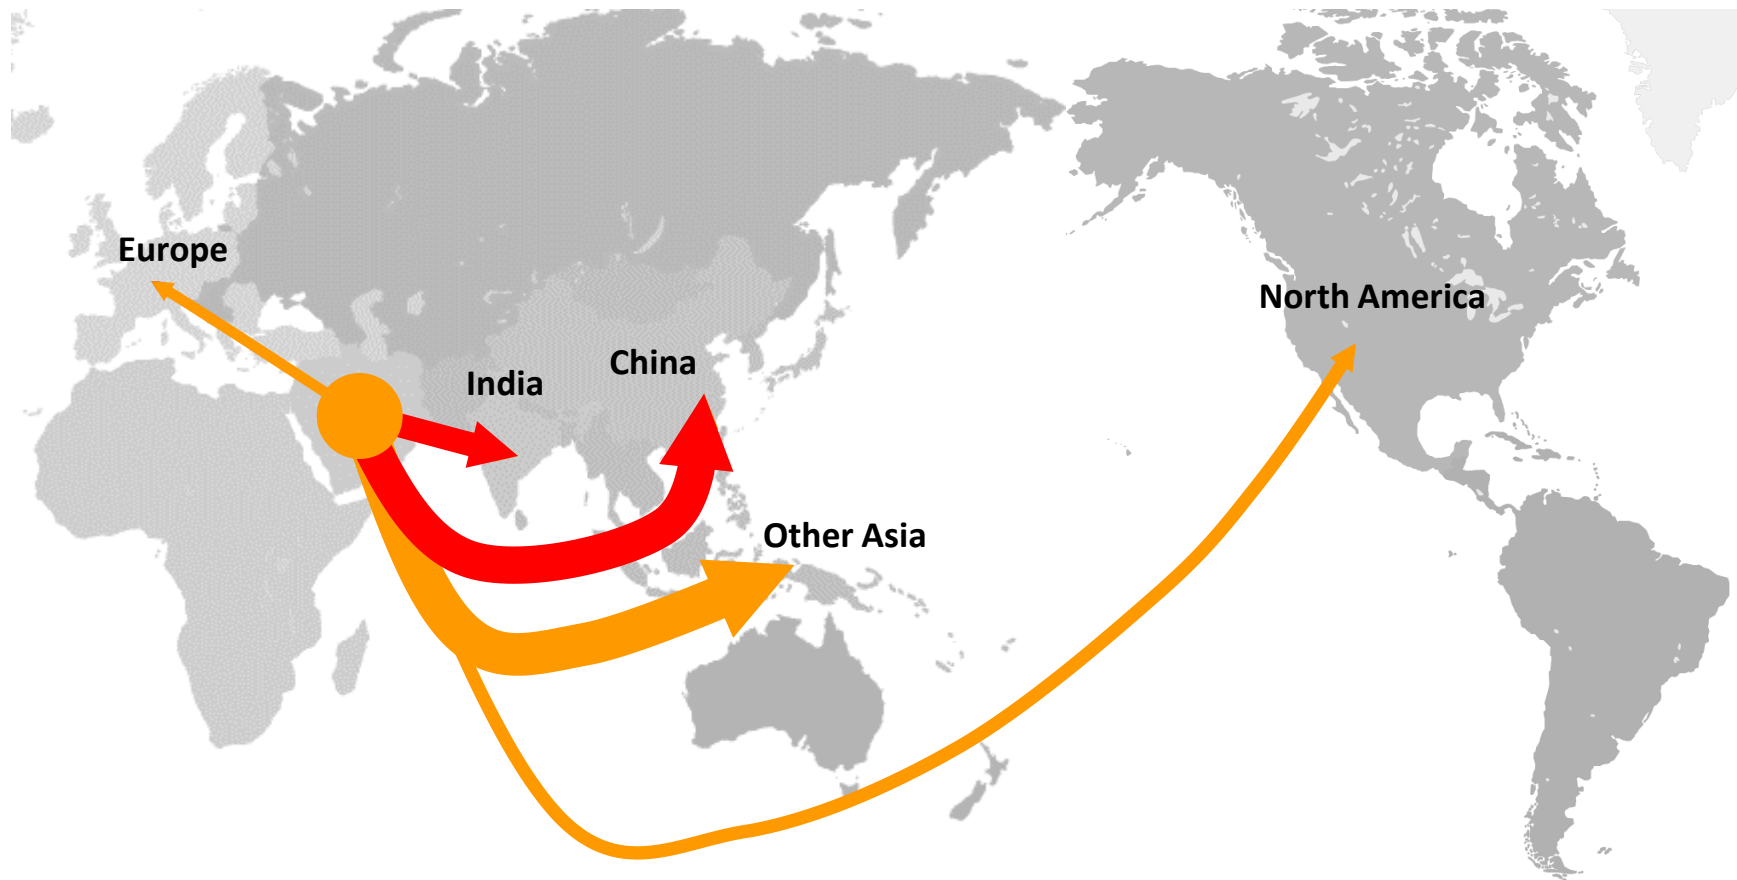 Europe
North America
China
India
Other Asia